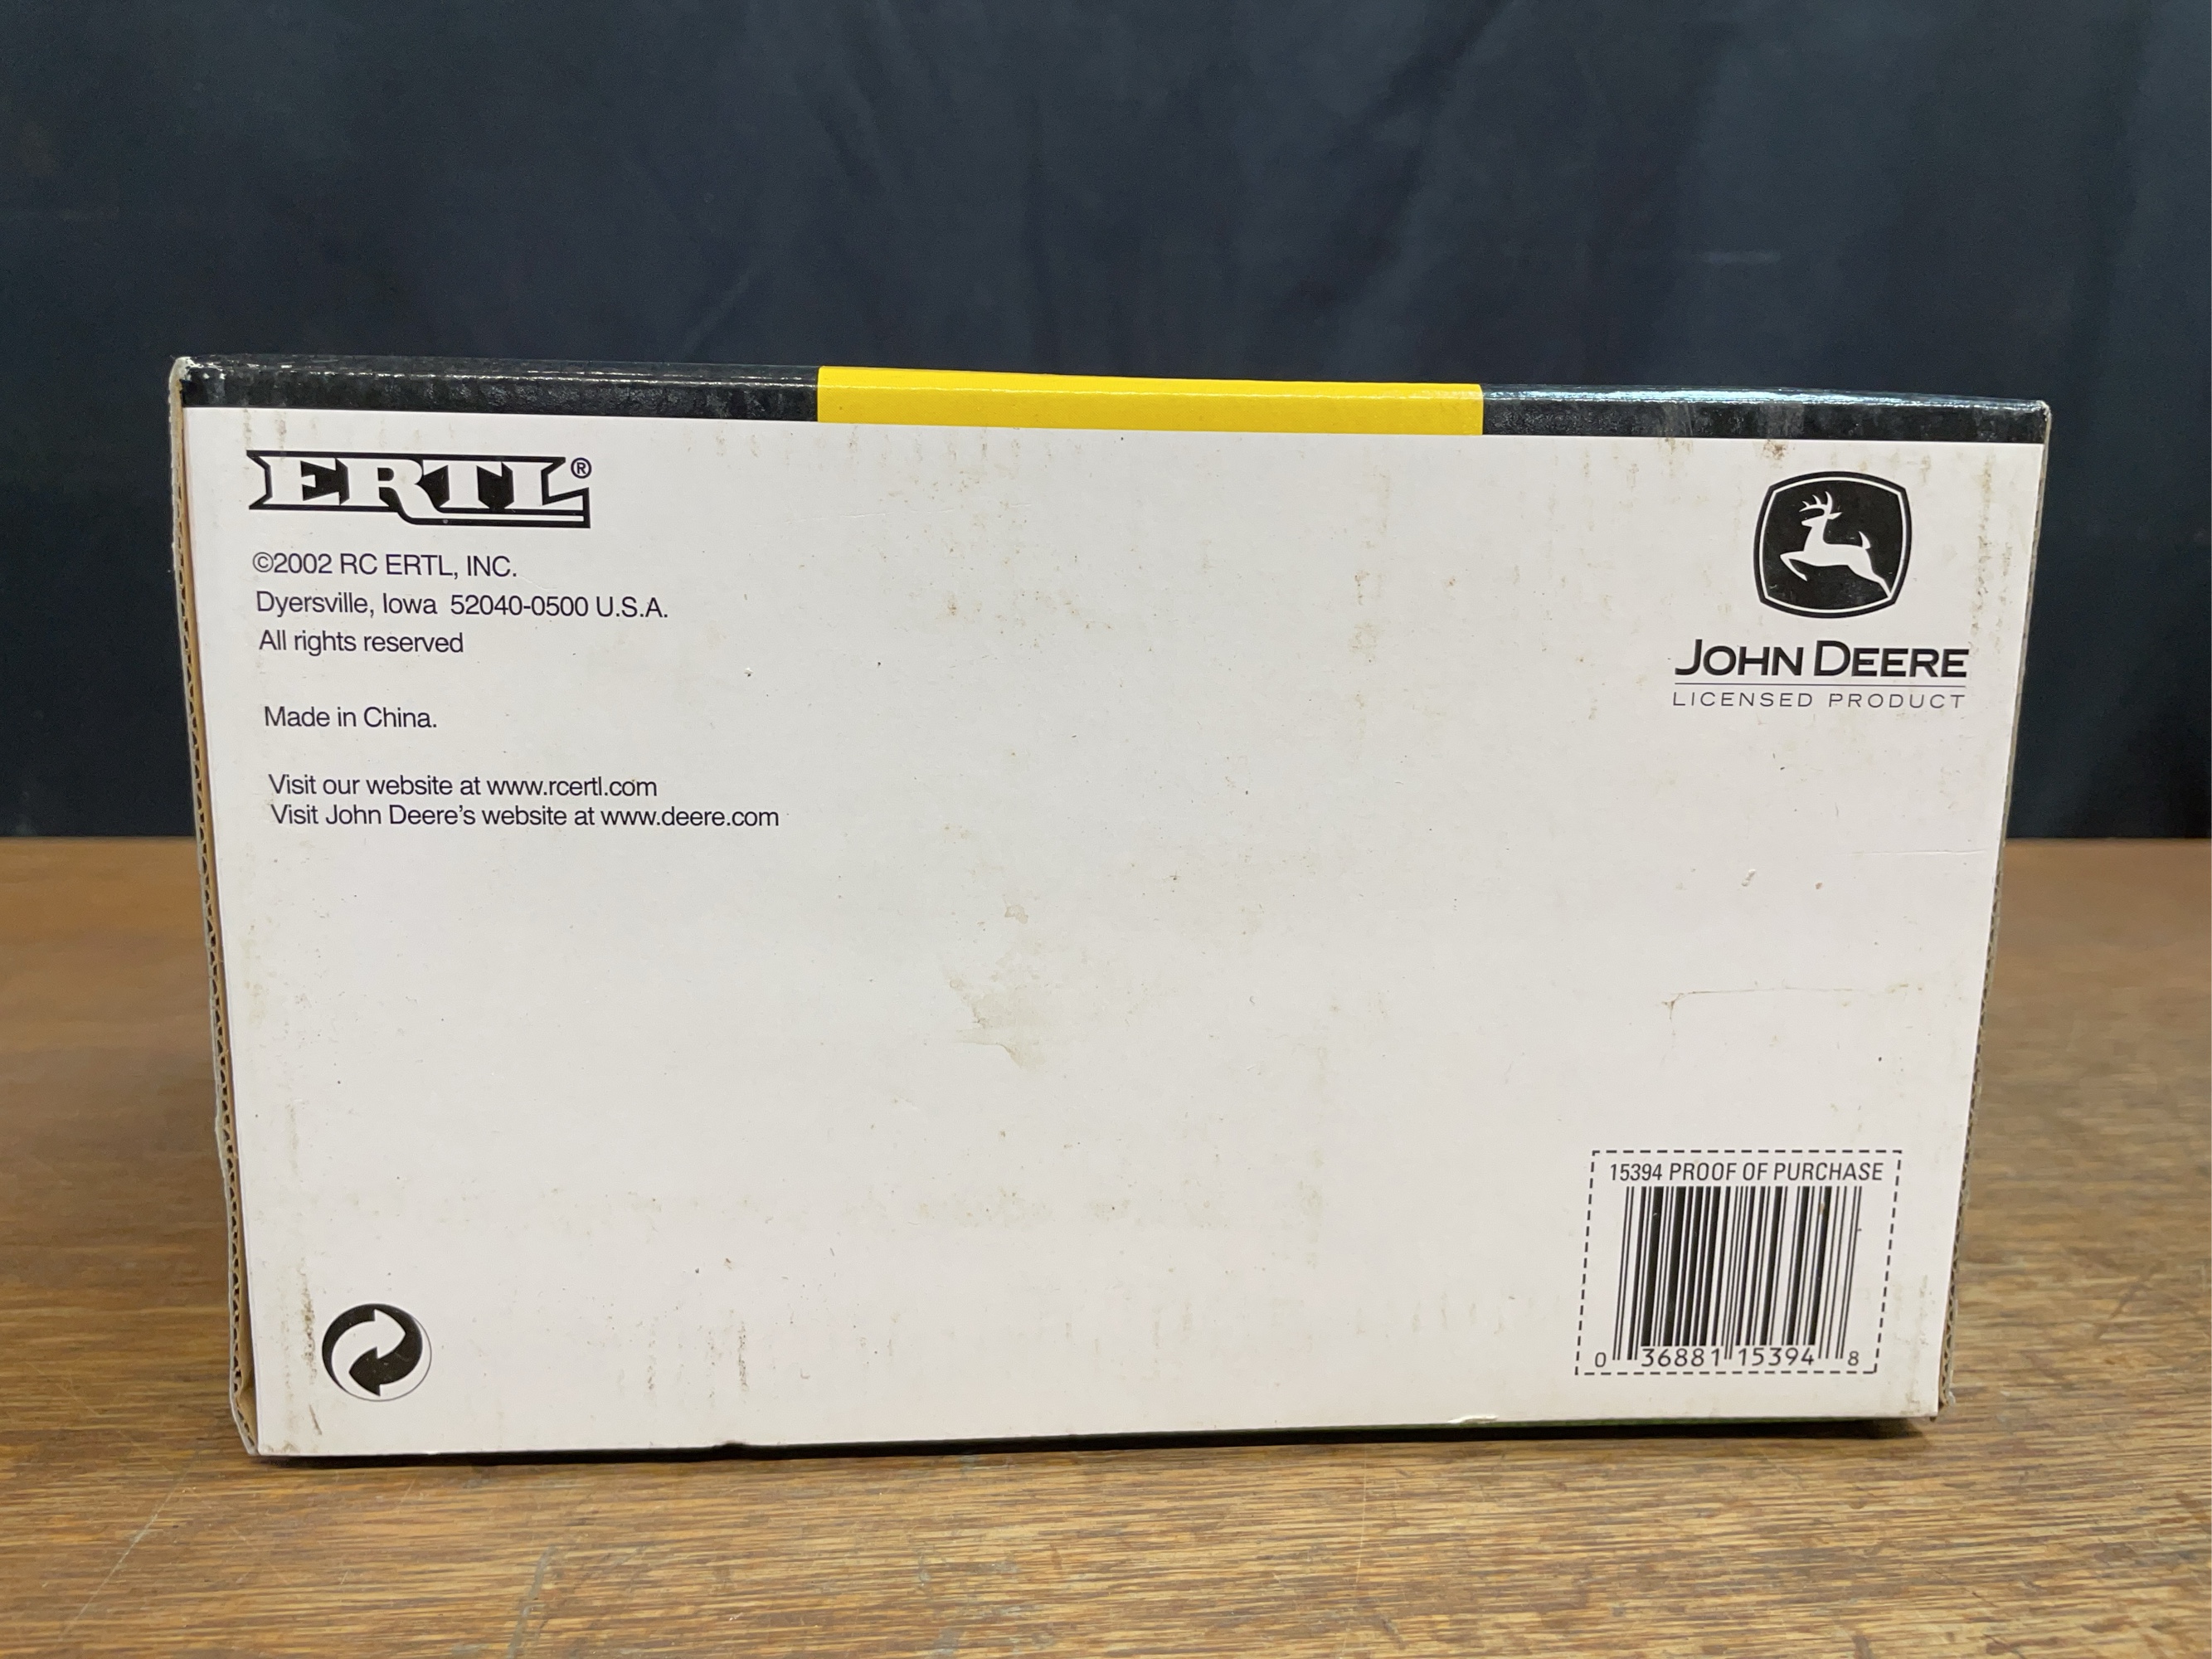 ERTL®
©2002 RC ERTL, INC.
Dyersville, Iowa 52040-0500 U.S.A.
All rights reserved
Made in China.
Visit our website at www.rcertl.com
Visit John Deere's website at www.deere.com
JOHN DEERE
LICENSED PRODUCT
15394 PROOF OF PURCHASE
0 36881 15394 8